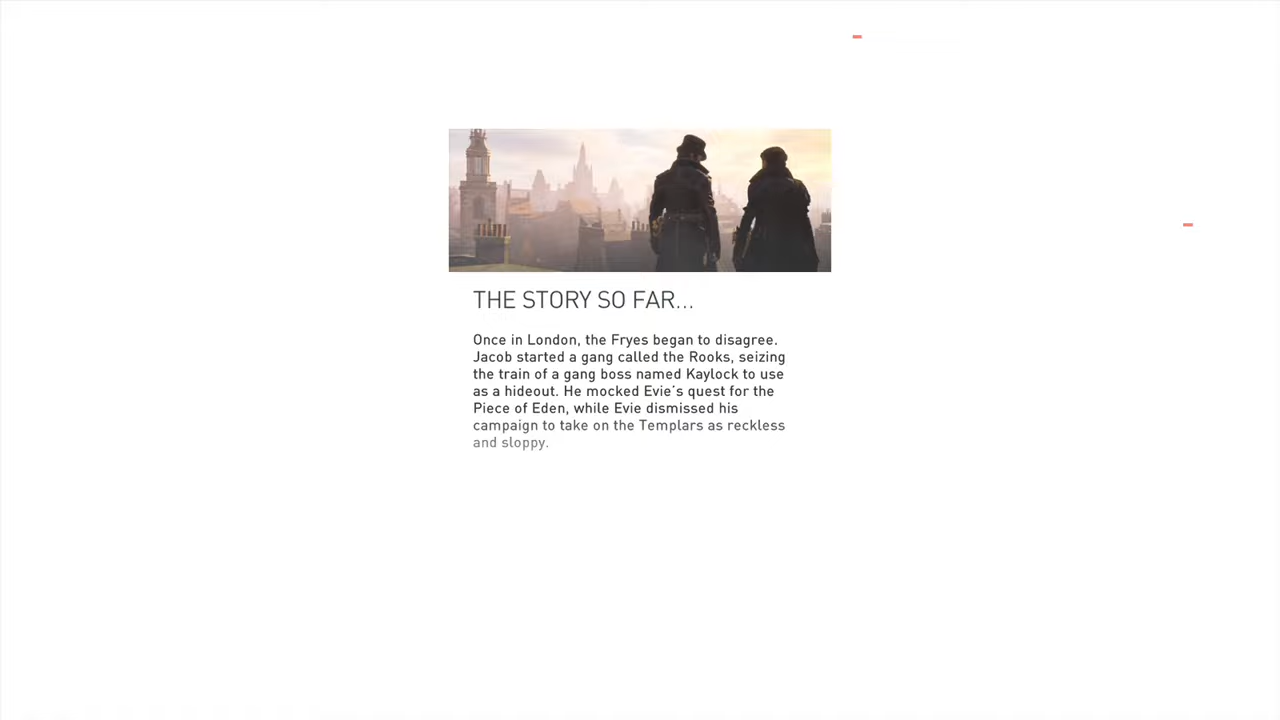 THE STORY SO FAR...
Once in London, the Fryes began to disagree.
Jacob started a gang called the Rooks, seizing
the train of a gang boss named Kaylock to use
as a hideout. He mocked Evie's quest for the
Piece of Eden, while Evie dismissed his
campaign to take on the Templars as reckless
and sloppy.